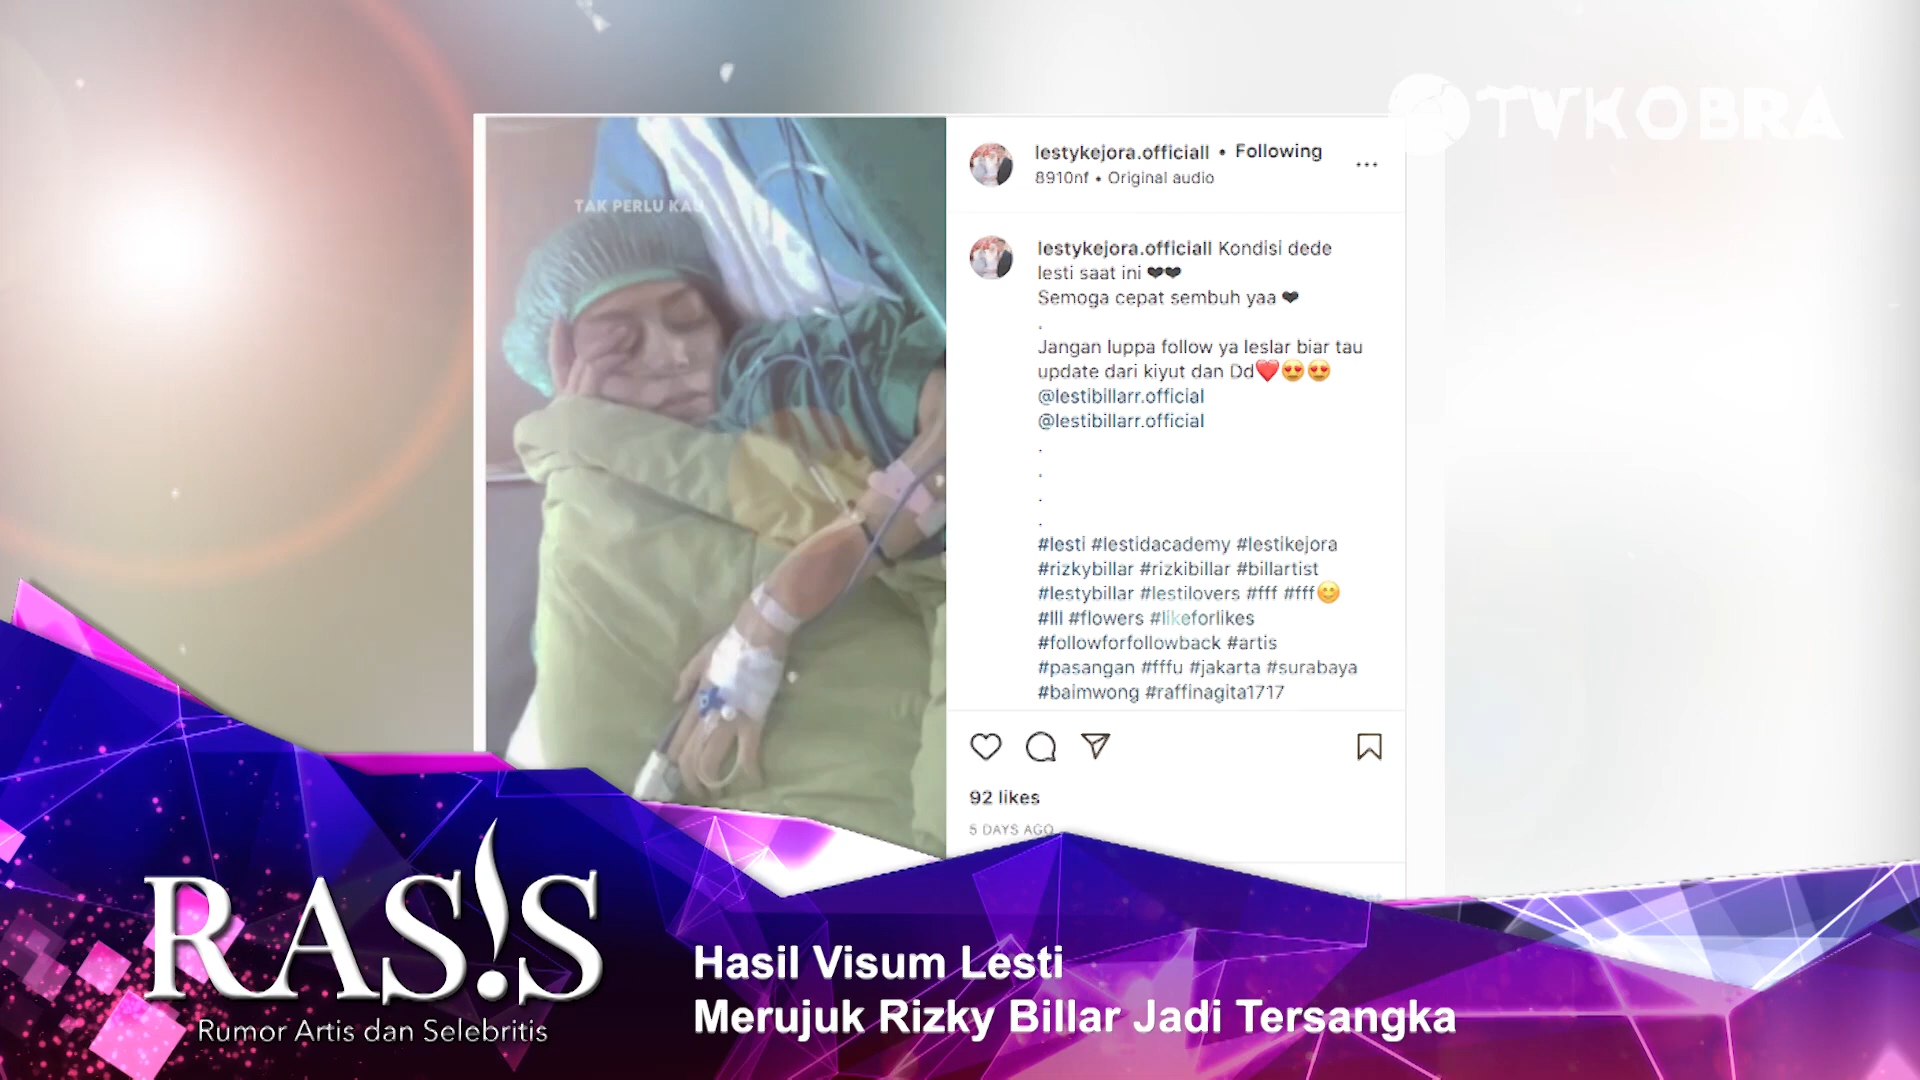 TVKOBRA
TAK PERLU KAU
lestykejora.officiall • Following
8910nf • Original audio
lestykejora.officiall Kondisi dede
lesti saat ini ❤❤
Semoga cepat sembuh yaa ❤
.
Jangan luppa follow ya leslar biar tau
update dari kiyut dan Dd❤️😍😍
@lestibillarr.official
@lestibillarr.official
.
.
.
.
#lesti #lestidacademy #lestikejora
#rizkybillar #rizkibillar #billartist
#lestybillar #lestilovers #fff #fff😊
#lll #flowers #likeforlikes
#followforfollowback #artis
#pasangan #fffu #jakarta #surabaya
#baimwong #raffinagita1717
92 likes
5 DAYS AGO
RASIS
Rumor Artis dan Selebritis
Hasil Visum Lesti
Merujuk Rizky Billar Jadi Tersangka